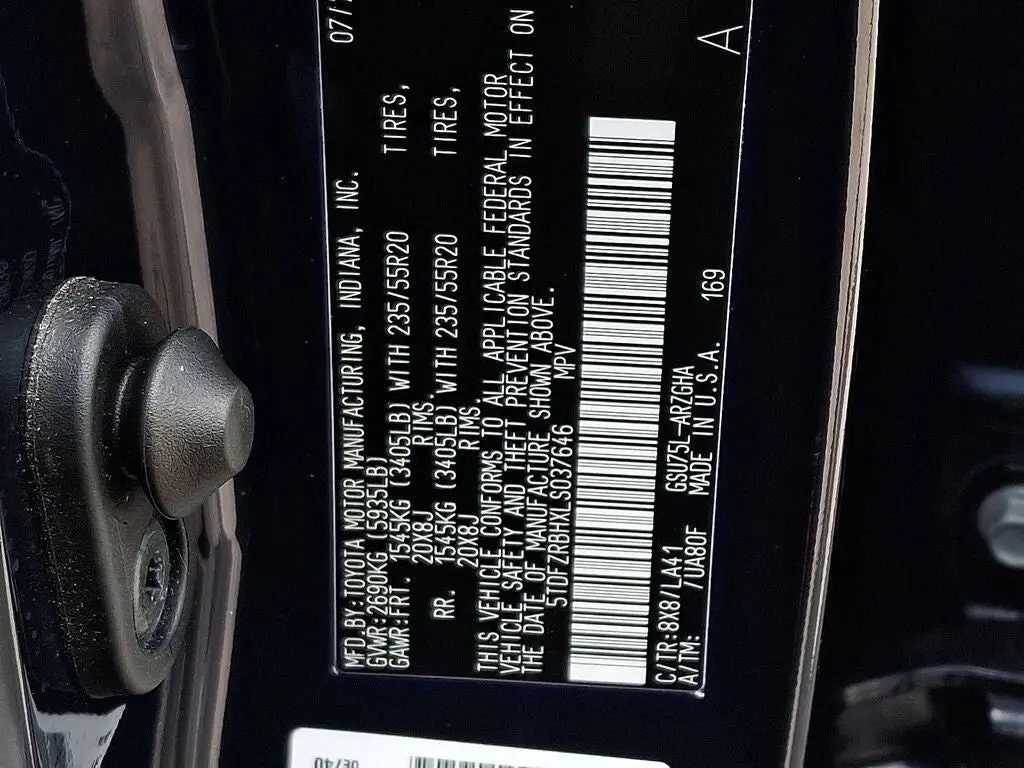 MFD.BY:TOYOTA MOTOR MANUFACTURING, INDIANA, INC. 07/
GVWR:2690KG (5935LB)
GAWR:FRT. 1545KG (3405LB) WITH 235/55R20 TIRES,
20X8J RIMS.
RR. 1545KG (3405LB) WITH 235/55R20 TIRES,
20X8J RIMS.
THIS VEHICLE CONFORMS TO ALL APPLICABLE FEDERAL MOTOR
VEHICLE SAFETY AND THEFT PREVENTION STANDARDS IN EFFECT ON
THE DATE OF MANUFACTURE SHOWN ABOVE.
5TDFZRBHXLS037646 MPV
C/TR:8X8/LA41 GSU75L-ARZGHA
A/TM: /UA80F MADE IN U.S.A. 169 A
0E740